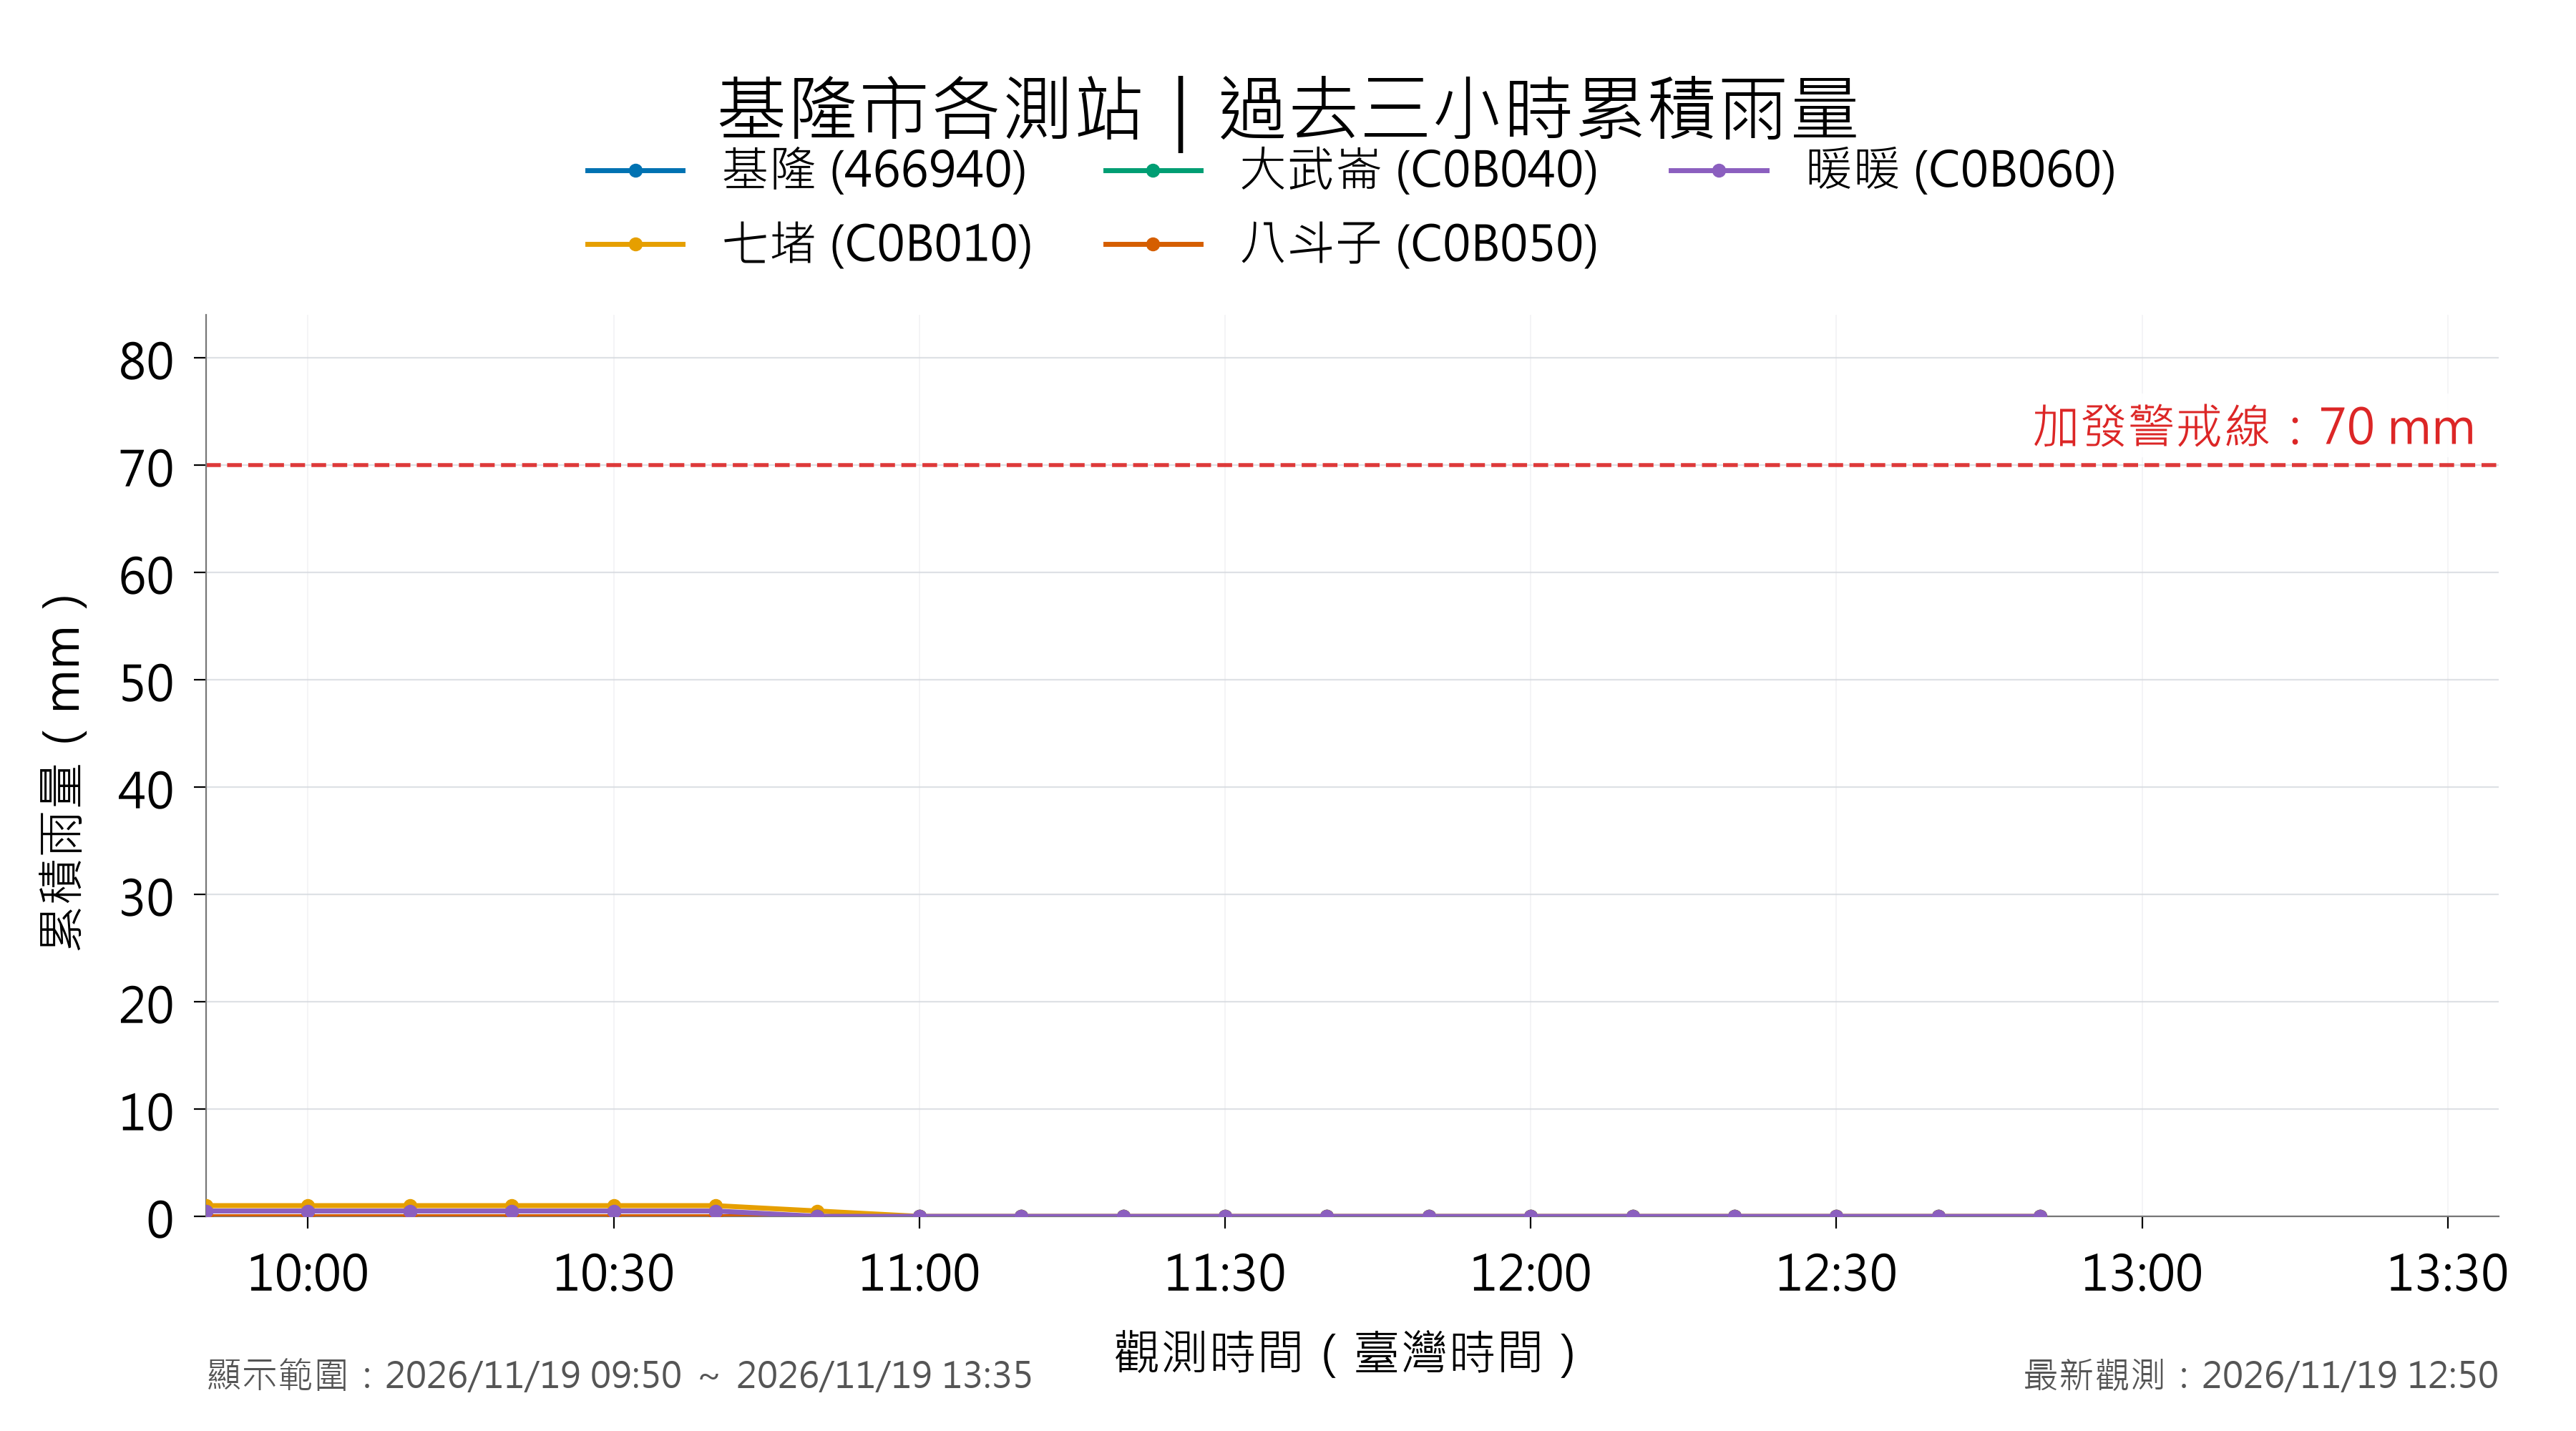 基隆市各測站｜過去三小時累積雨量
基隆 (466940)
大武崙 (C0B040)
暖暖 (C0B060)
七堵 (C0B010)
八斗子 (C0B050)
80
加發警戒線：70 mm
70
60
50
40
30
20
10
0
累積雨量（mm）
10:00 10:30 11:00 11:30 12:00 12:30 13:00 13:30
觀測時間（臺灣時間）
顯示範圍：2026/11/19 09:50 ~ 2026/11/19 13:35
最新觀測：2026/11/19 12:50